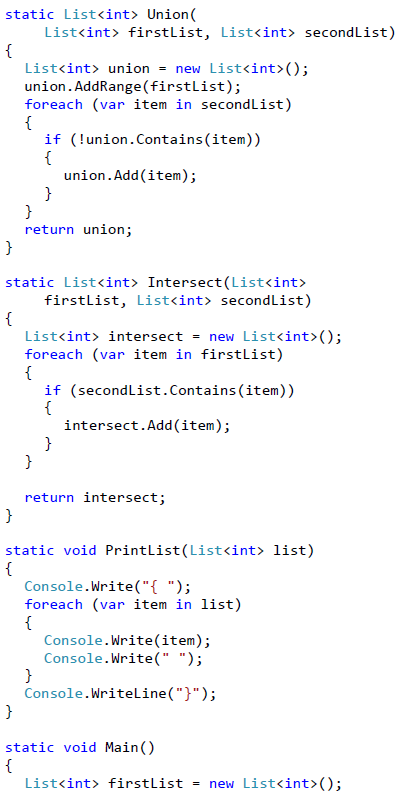 static List<int> Union(
List<int> firstList, List<int> secondList)
{
List<int> union = new List<int>();
union.AddRange(firstList);
foreach (var item in secondList)
{
if (!union.Contains(item))
{
union.Add(item);
}
}
return union;
}
static List<int> Intersect(List<int>
firstList, List<int> secondList)
{
List<int> intersect = new List<int>();
foreach (var item in firstList)
{
if (secondList.Contains(item))
{
intersect.Add(item);
}
}
return intersect;
}
static void PrintList(List<int> list)
{
Console.Write("{ ");
foreach (var item in list)
{
Console.Write(item);
Console.Write(" ");
}
Console.WriteLine("}");
}
static void Main()
{
List<int> firstList = new List<int>();